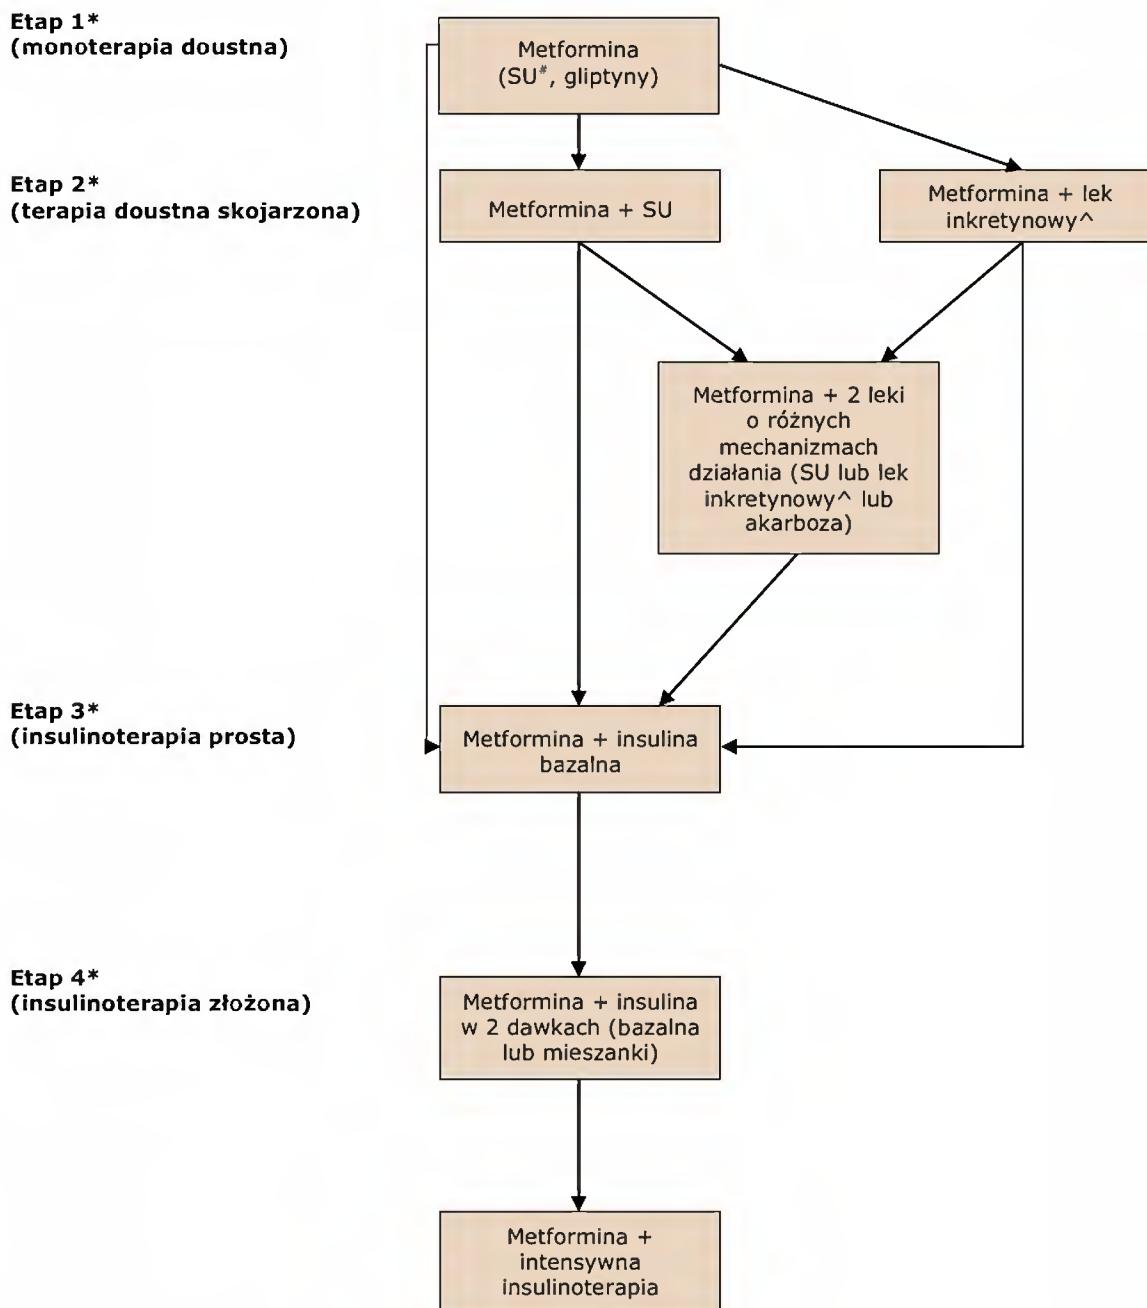 Etap 1*
(monoterapia doustna)
Metformina
(SU#, gliptyny)
Etap 2*
(terapia doustna skojarzona)
Metformina + SU
Metformina + lek
inkretynowy^
Metformina + 2 leki
o różnych
mechanizmach
działania (SU lub lek
inkretynowy^ lub
akarboza)
Etap 3*
(insulinoterapia prosta)
Metformina + insulina
bazalna
Etap 4*
(insulinoterapia złożona)
Metformina + insulina
w 2 dawkach (bazalna
lub mieszanki)
Metformina +
intensywna
insulinoterapia